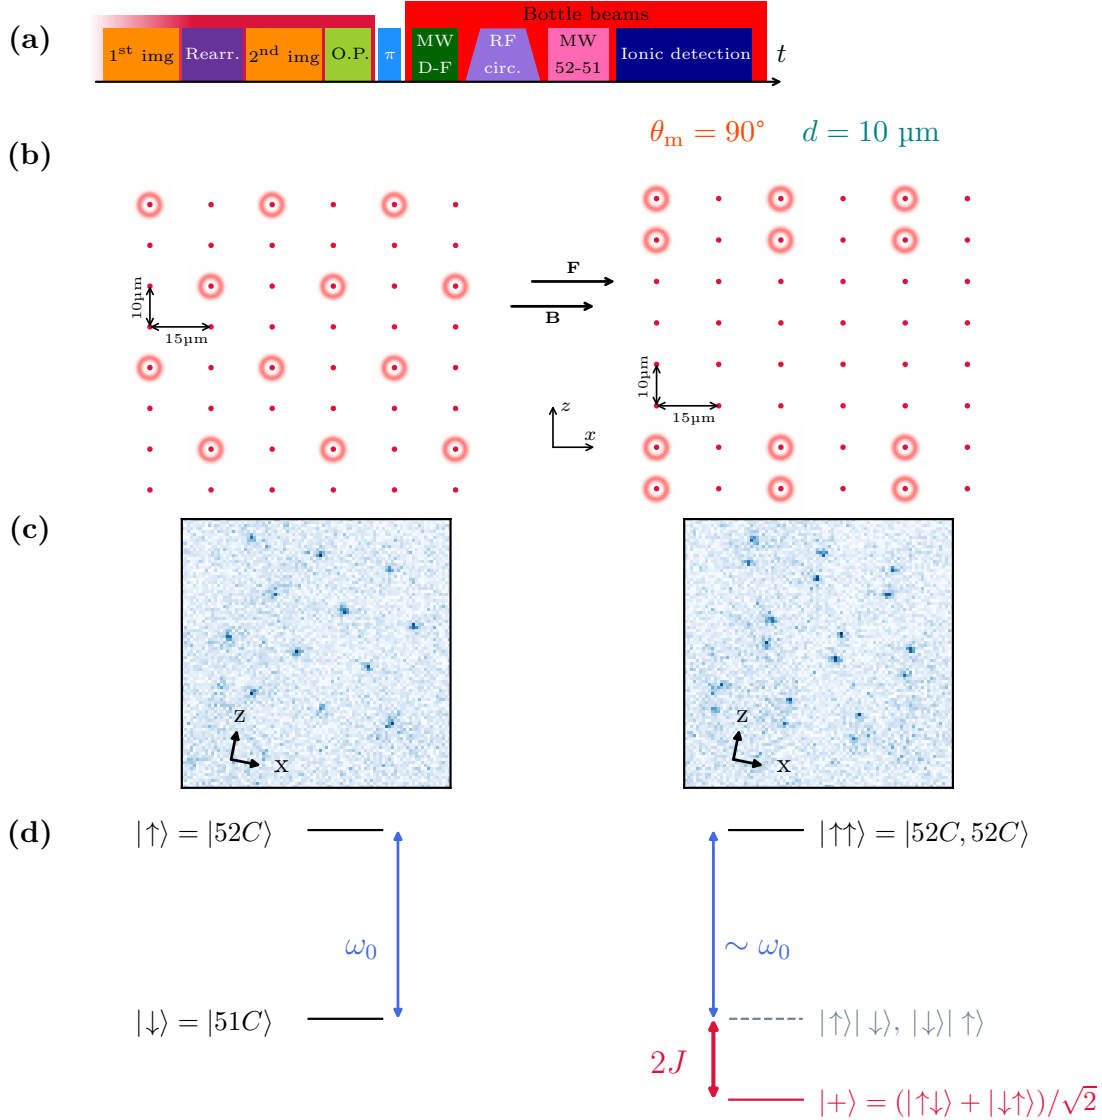 (a)
Bottle beams
1st img
Rearr.
2nd img
O.P.
π
MW
D-F
RF
circ.
MW
52-51
Ionic detection
t
θm = 90° d = 10 µm
(b)
10µm
15µm
F
B
z
x
10µm
15µm
(c)
z
x
z
x
(d)
|↑⟩ = |52C⟩
ω0
|↓⟩ = |51C⟩
|↑↑⟩ = |52C, 52C⟩
∼ ω0
|↑⟩| ↓⟩, |↓⟩| ↑⟩
2J
|+⟩ = (|↑↓⟩ + |↓↑⟩)/√2